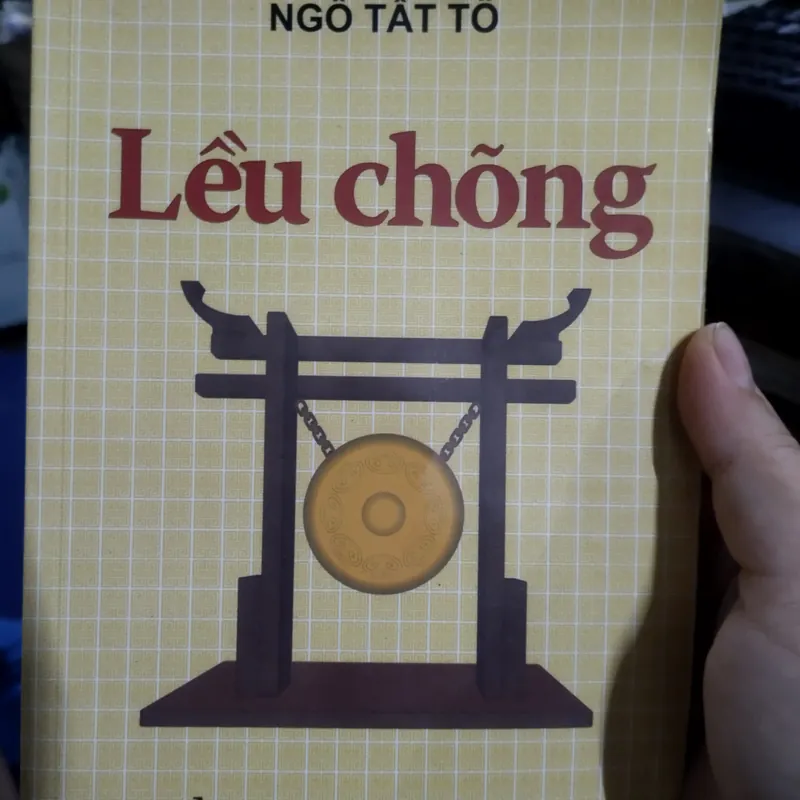 NGÔ TẤT TỐ
Lều chõng